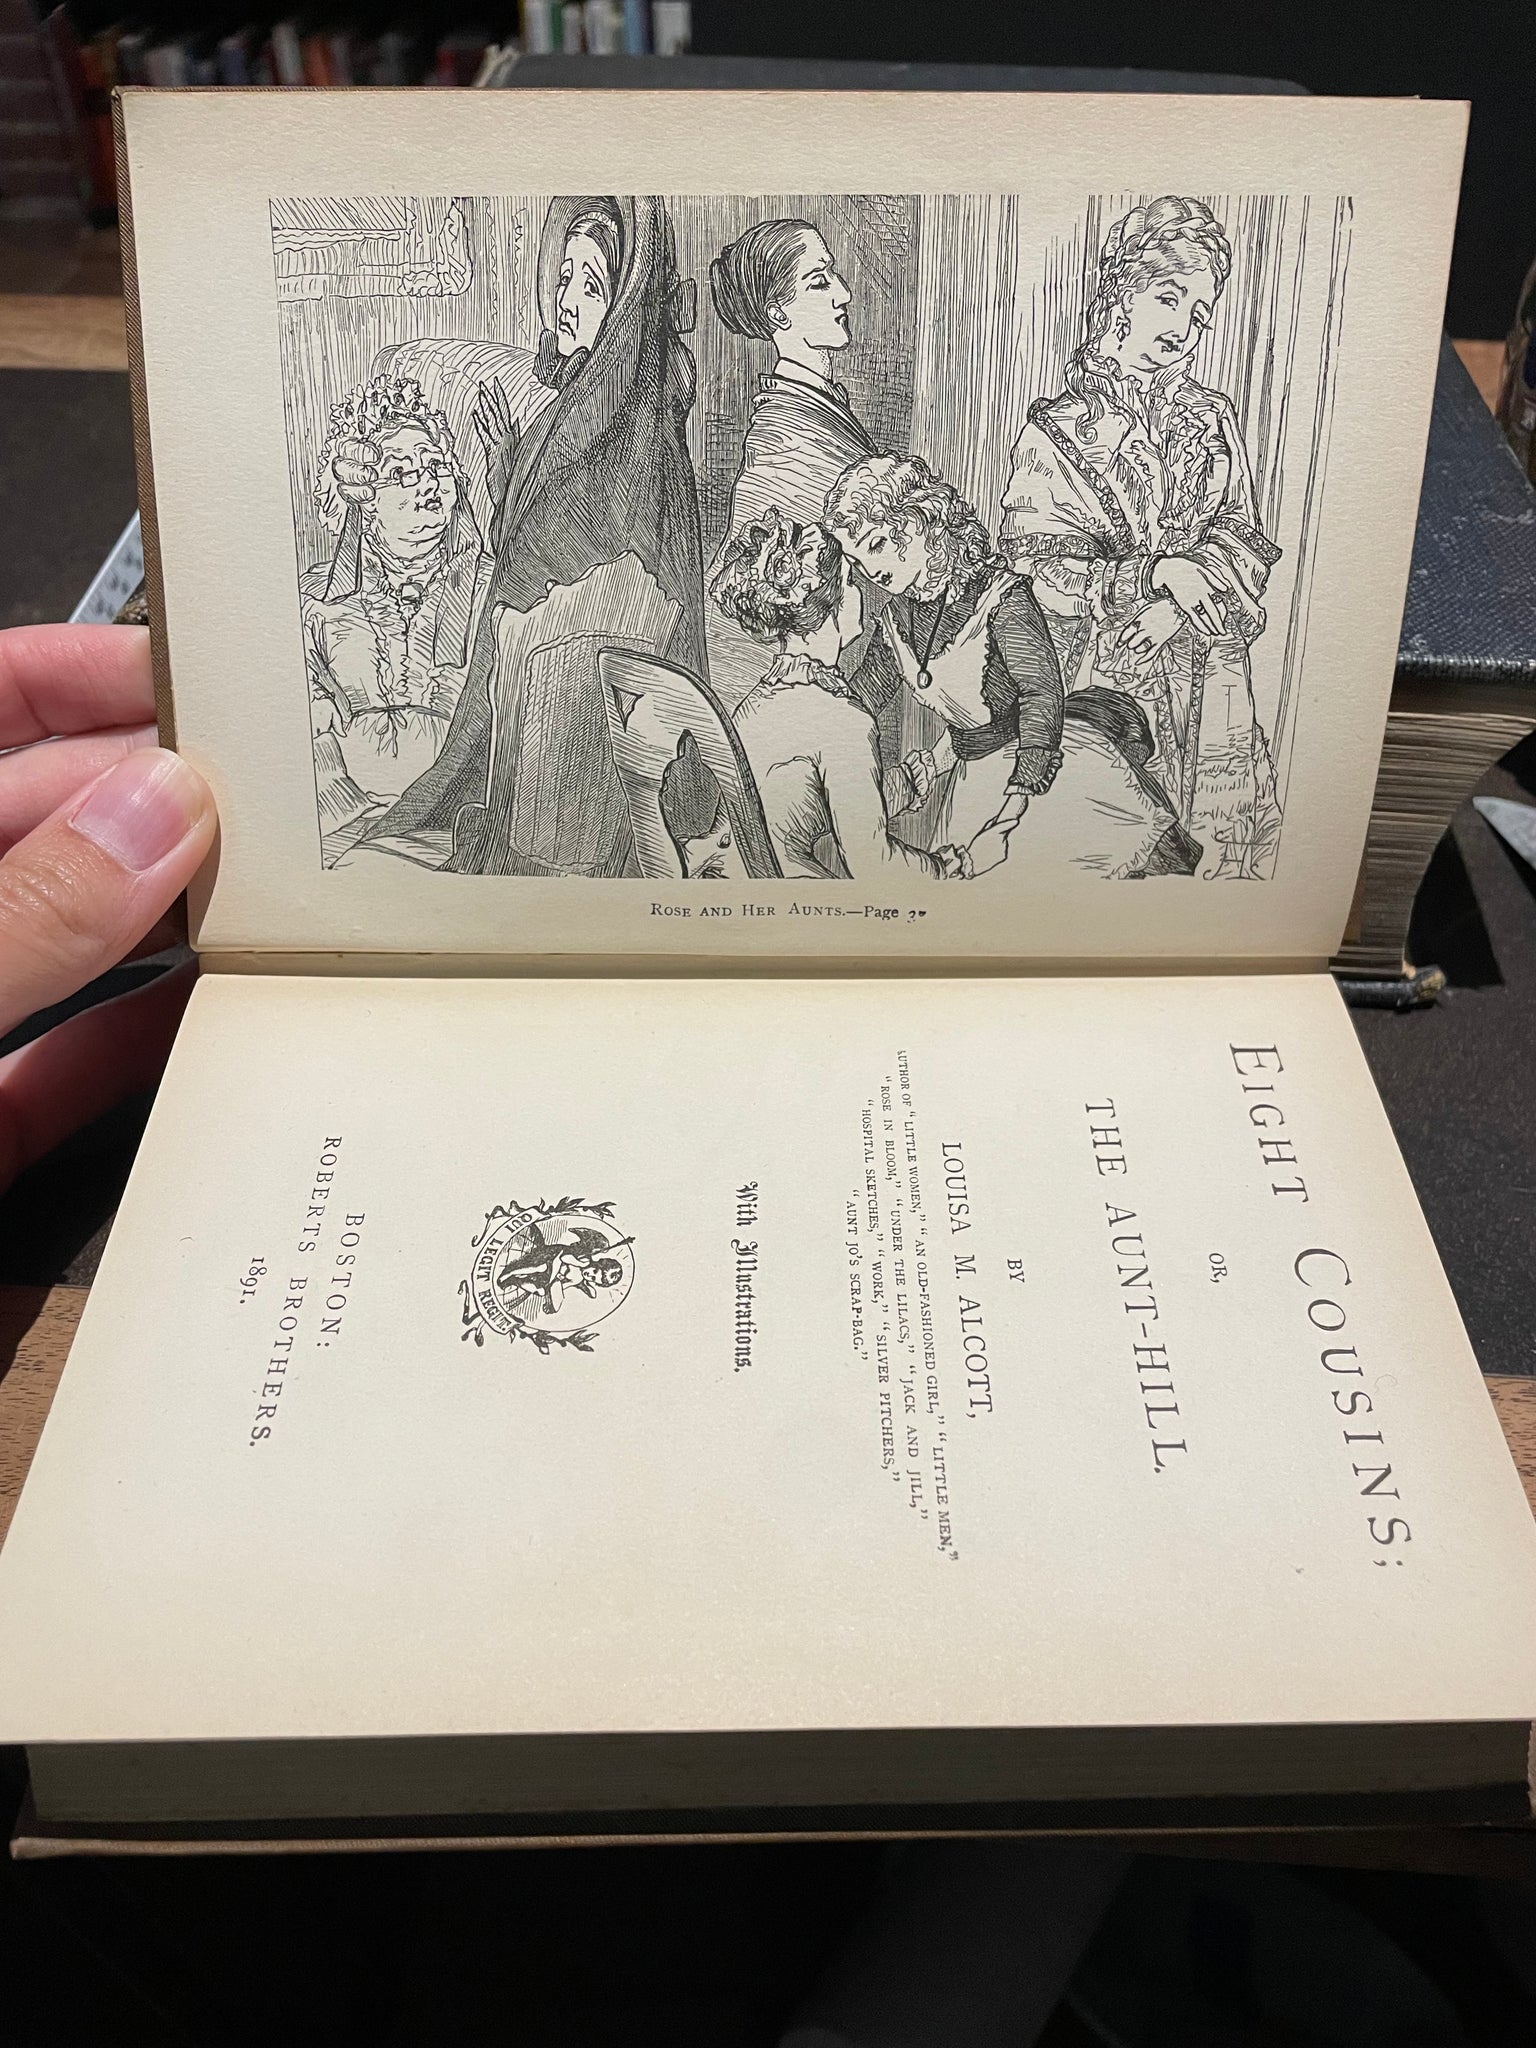 ROSE AND HER AUNTS.—Page
EIGHT COUSINS;
OR,
THE AUNT-HILL.
BY
LOUISA M. ALCOTT,
AUTHOR OF "LITTLE WOMEN," "AN OLD-FASHIONED GIRL," "LITTLE MEN,"
"ROSE IN BLOOM," "UNDER THE LILACS," "JACK AND JILL,"
"HOSPITAL SKETCHES," "WORK," "SILVER PITCHERS,"
"AUNT JO'S SCRAP-BAG."
With Illustrations.
QUI LEGIT REGIT.
BOSTON:
ROBERTS BROTHERS.
1891.